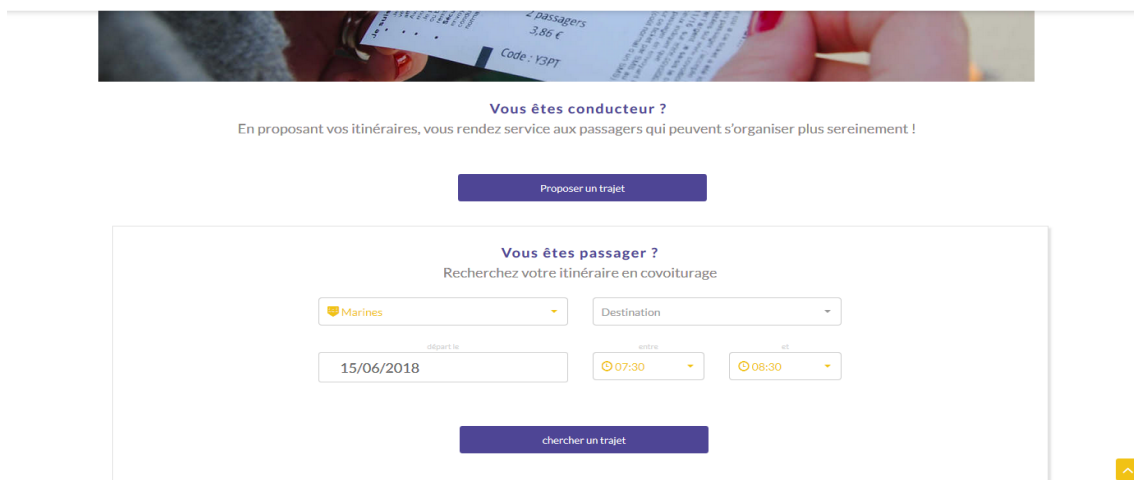 2 passagers
3,86 €
Code : Y3PT
Vous êtes conducteur ?
En proposant vos itinéraires, vous rendez service aux passagers qui peuvent s'organiser plus sereinement !
Proposer un trajet
Vous êtes passager ?
Recherchez votre itinéraire en covoiturage
Marines
Destination
départ le
entre
et
15/06/2018
07:30
08:30
chercher un trajet